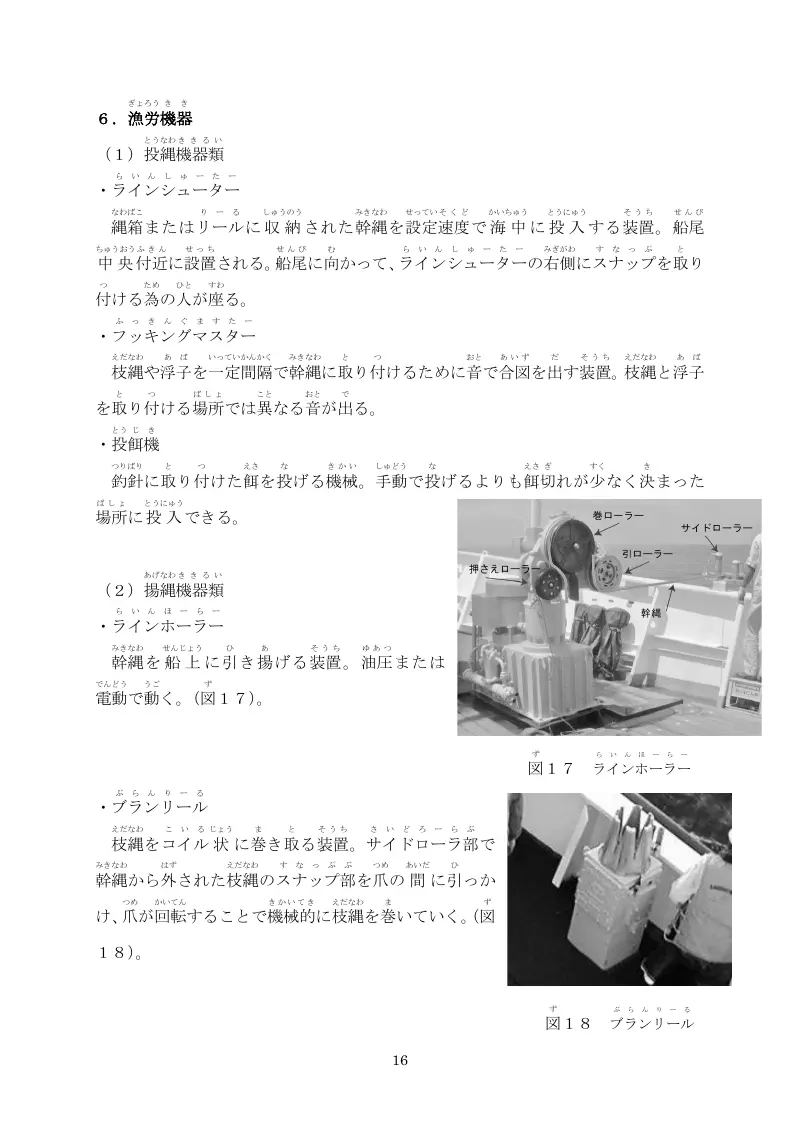 ６．漁労機器
（１）投縄機器類
・ラインシューター
縄箱またはリールに収納された幹縄を設定速度で海中に投入する装置。船尾
中央付近に設置される。船尾に向かって、ラインシューターの右側にスナップを取り
付ける為の人が座る。
・フッキングマスター
枝縄や浮子を一定間隔で幹縄に取り付けるために音で合図を出す装置。枝縄と浮子
を取り付ける場所では異なる音が出る。
・投餌機
釣針に取り付けた餌を投げる機械。手動で投げるよりも餌切れが少なく決まった
場所に投入できる。
巻ローラー
サイドローラー
引ローラー
押さえローラー
幹縄
（２）揚縄機器類
・ラインホーラー
幹縄を船上に引き揚げる装置。油圧または
電動で動く。（図１７）。
図１７　ラインホーラー
・ブランリール
枝縄をコイル状に巻き取る装置。サイドローラ部で
幹縄から外された枝縄のスナップ部を爪の間に引っか
け、爪が回転することで機械的に枝縄を巻いていく。（図
１８）。
図１８　ブランリール
16